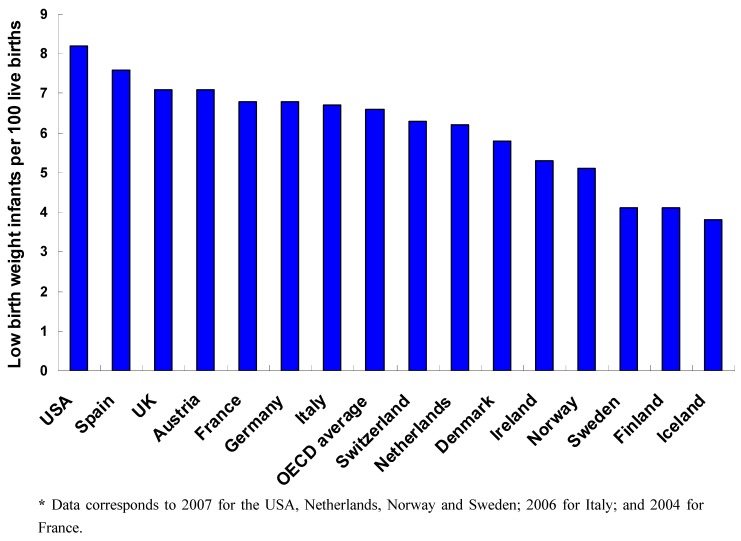 Low birth weight infants per 100 live births
9
8
7
6
5
4
3
2
1
0
USA
Spain
UK
Austria
France
Germany
Italy
OECD average
Switzerland
Netherlands
Denmark
Ireland
Norway
Sweden
Finland
Iceland
* Data corresponds to 2007 for the USA, Netherlands, Norway and Sweden; 2006 for Italy; and 2004 for
France.